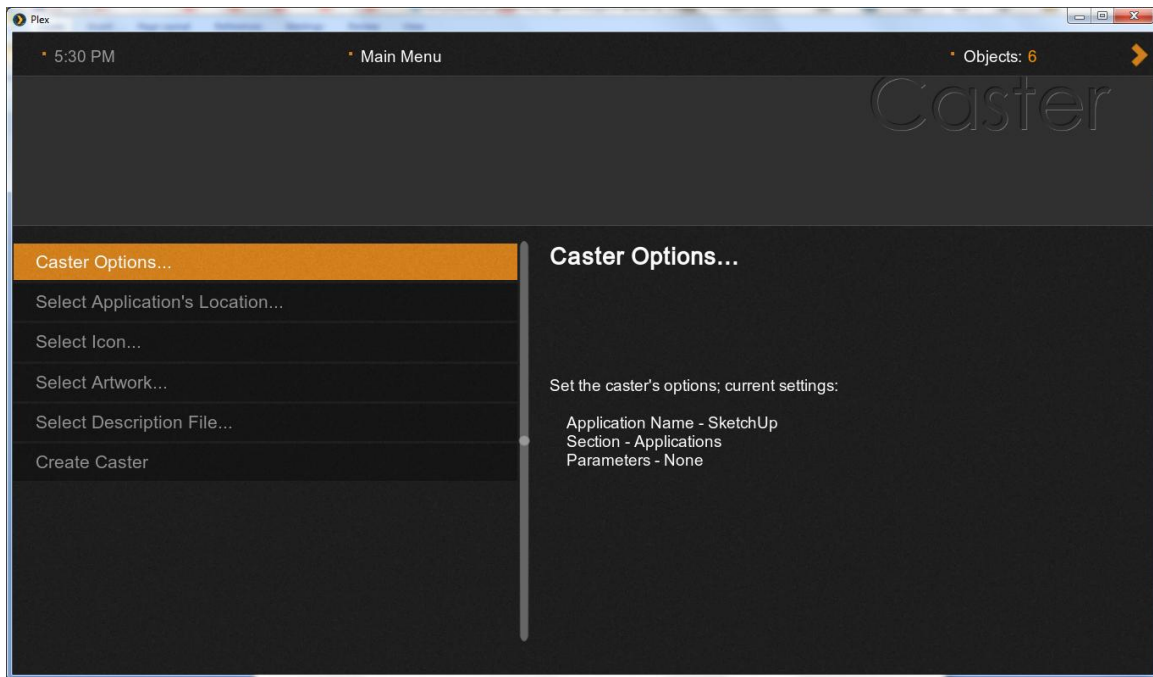 Plex
5:30 PM
Main Menu
Objects: 6
Caster
Caster Options...
Select Application's Location...
Select Icon...
Select Artwork...
Select Description File...
Create Caster
Caster Options...
Set the caster's options; current settings:
Application Name - SketchUp
Section - Applications
Parameters - None